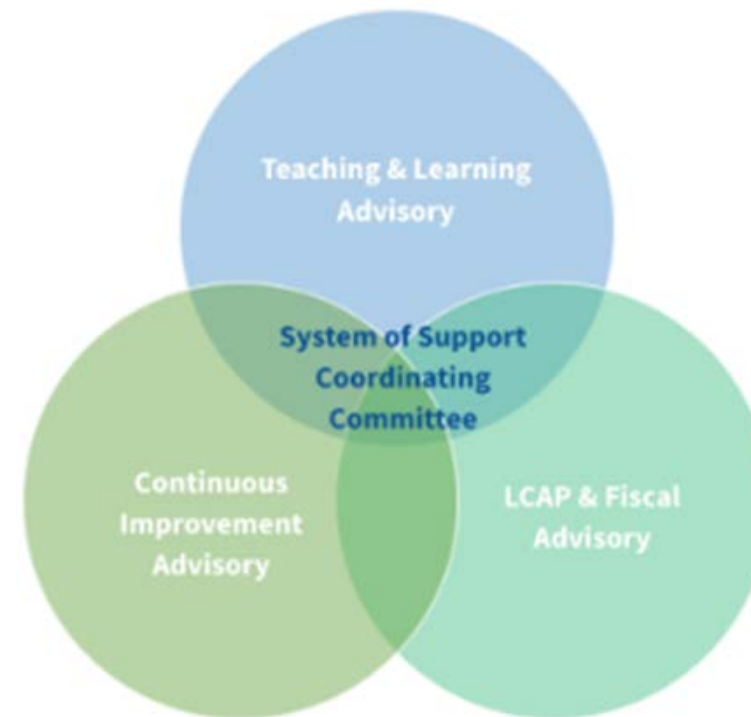 Teaching & Learning
Advisory
System of Support
Coordinating
Committee
Continuous
Improvement
Advisory
LCAP & Fiscal
Advisory